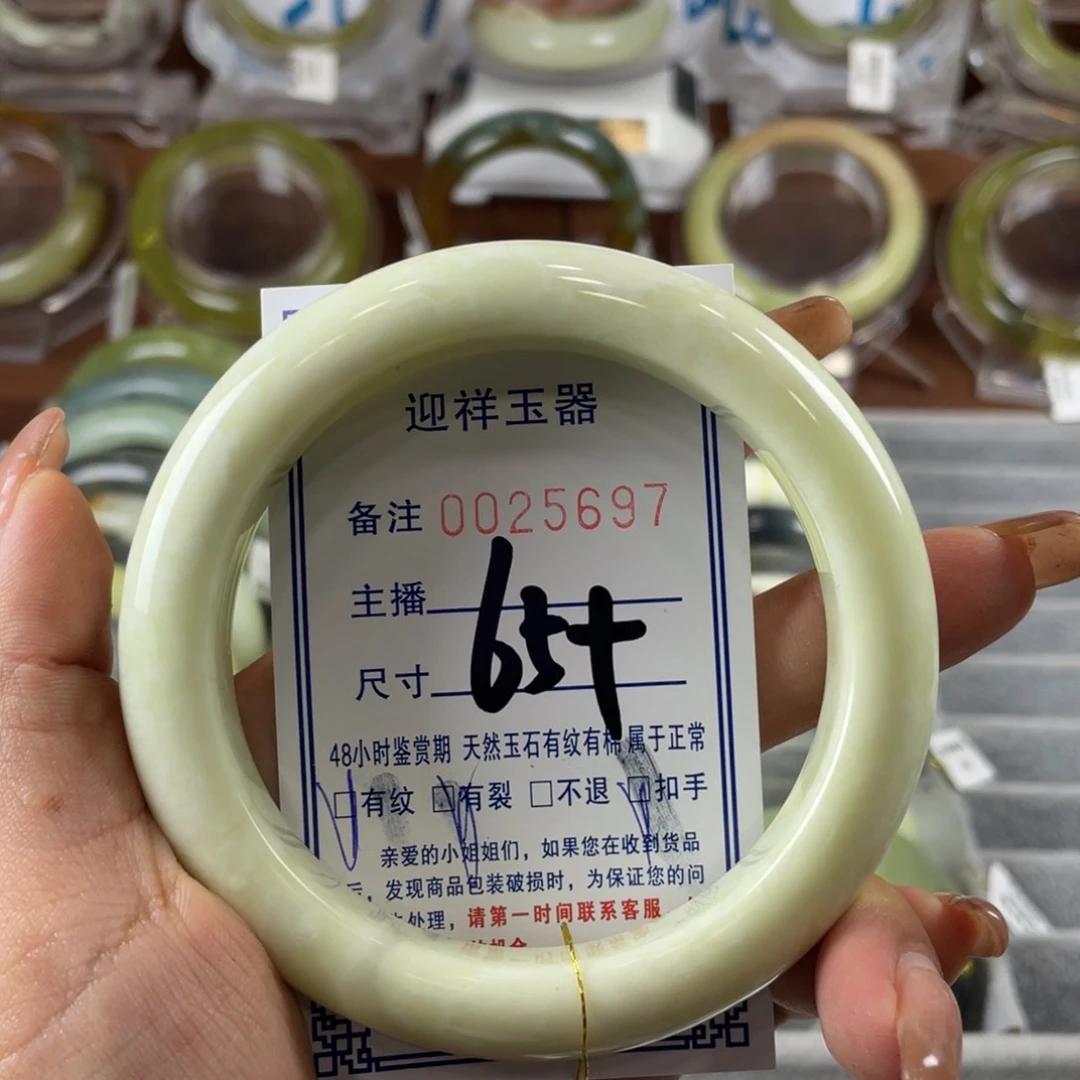 迎祥玉器
备注 0025697
主播
65+
尺寸
48小时鉴赏期 天然玉石有纹有棉属于正常
□有纹 □有裂 □不退 □扣手
亲爱的小姐姐们，如果您在收到货品
，发现商品包装破损时，为保证您的问
处理，请第一时间联系客服